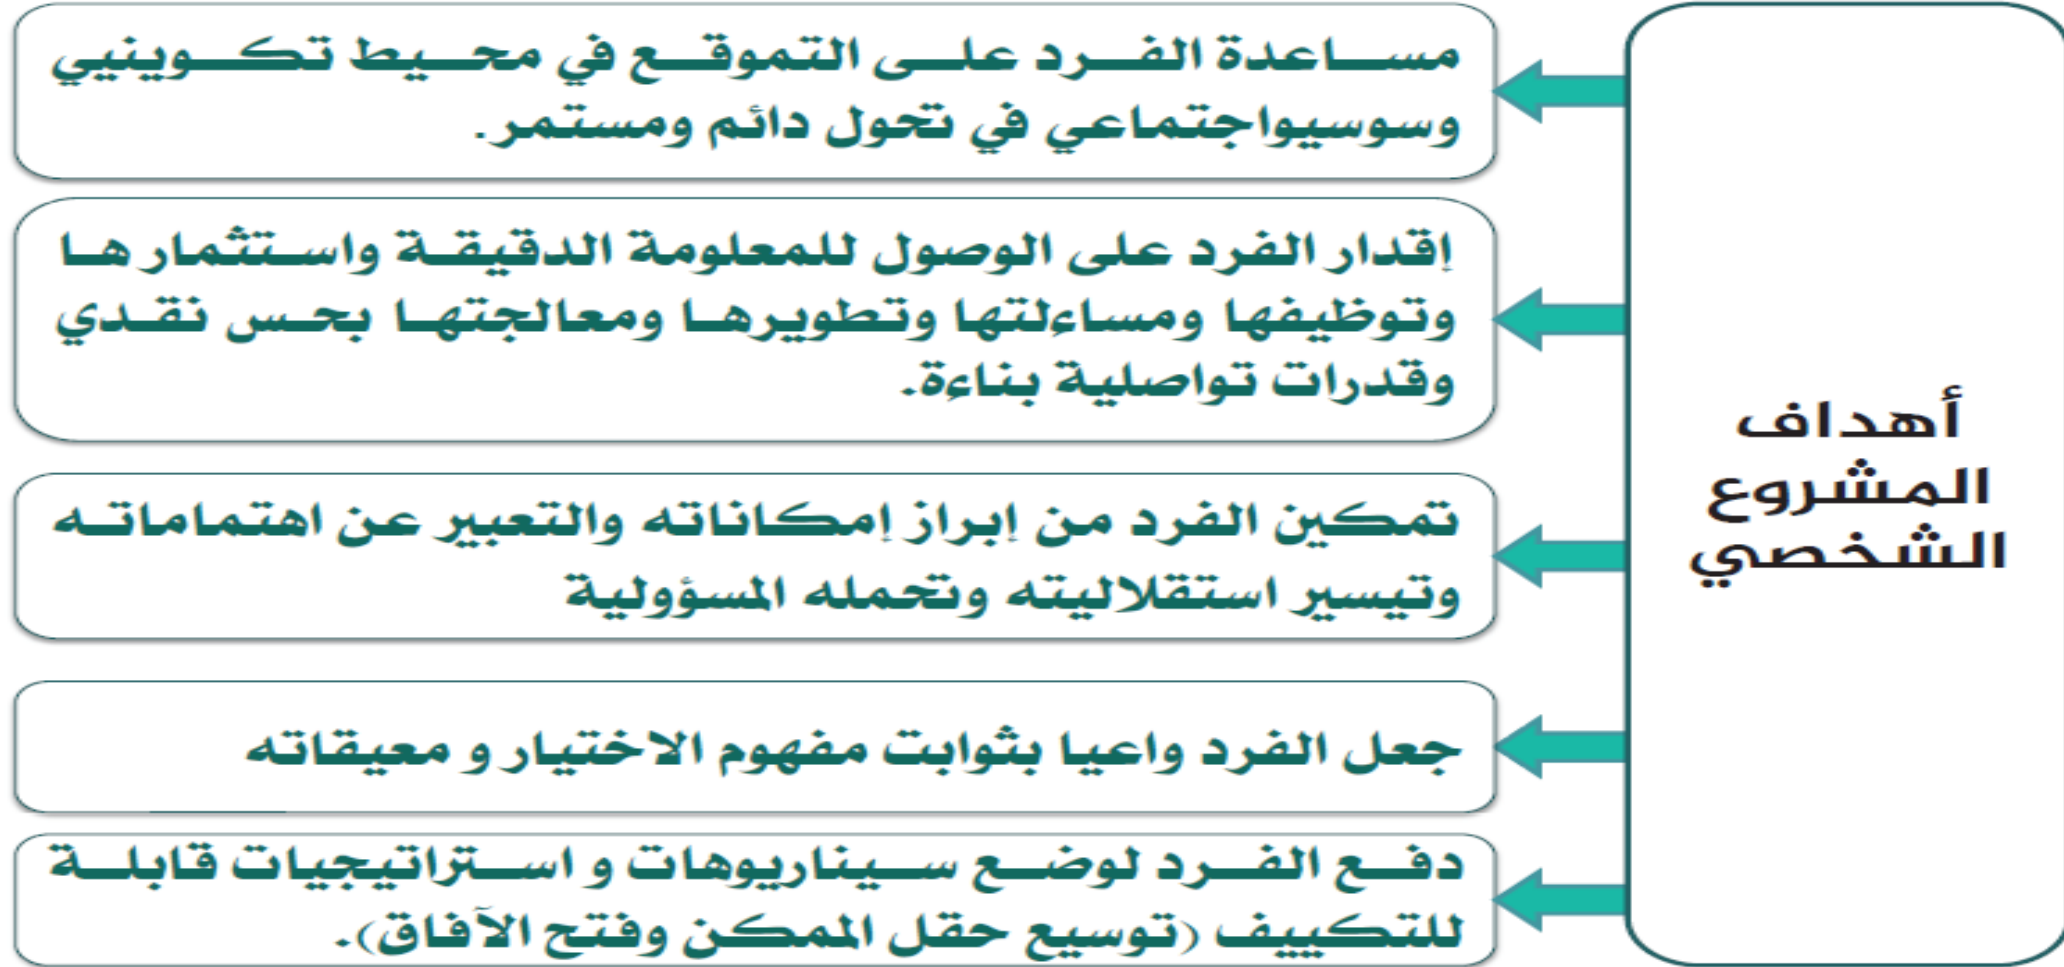 أهداف
المشروع
الشخصي
مساعدة الفرد على التموقع في محيط تكويني
وسوسيواجتماعي في تحول دائم ومستمر.
إقدار الفرد على الوصول للمعلومة الدقيقة واستثمارها
وتوظيفها ومساءلتها وتطويرها ومعالجتها بحس نقدي
وقدرات تواصلية بناءة.
تمكين الفرد من إبراز إمكاناته والتعبير عن اهتماماته
وتيسير استقلاليته وتحمله المسؤولية
جعل الفرد واعيا بثوابت مفهوم الاختيار و معيقاته
دفع الفرد لوضع سيناريوهات و استراتيجيات قابلة
للتكييف (توسيع حقل الممكن وفتح الآفاق).